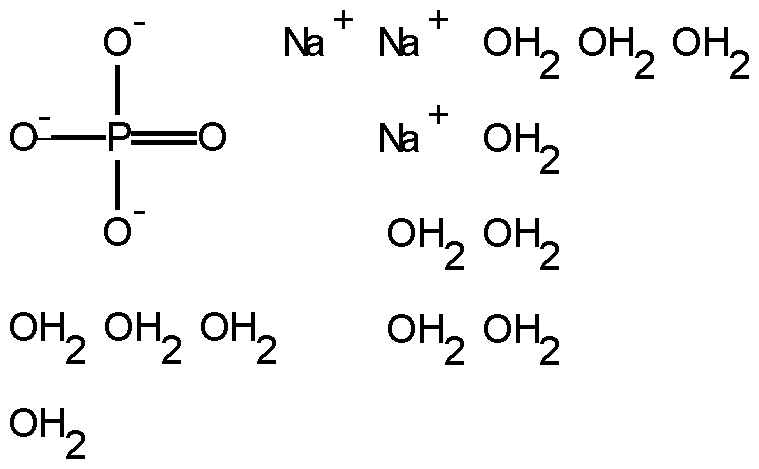 O⁻ Na⁺ Na⁺ OH₂ OH₂ OH₂
O⁻ P O Na⁺ OH₂
O⁻ OH₂ OH₂
OH₂ OH₂ OH₂ OH₂ OH₂
OH₂